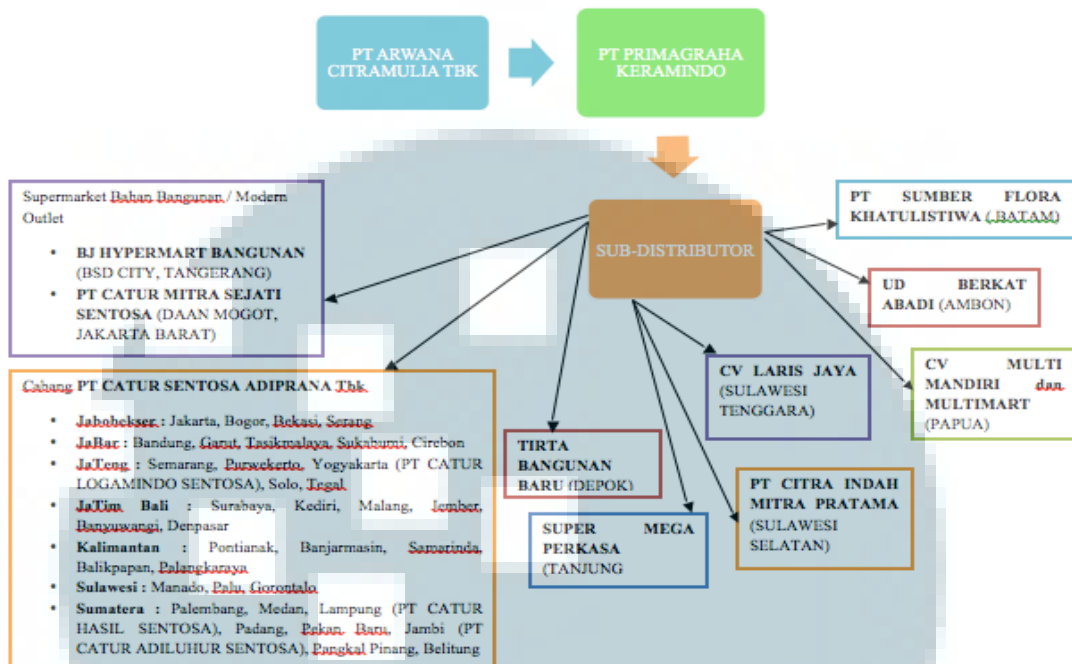 PT ARWANA
CITRAMULIA TBK
PT PRIMAGRAHA
KERAMINDO
SUB-DISTRIBUTOR
Supermarket Bahan Bangunan / Modern
Outlet
• BJ HYPERMART BANGUNAN
(BSD CITY, TANGERANG)
• PT CATUR MITRA SEJATI
SENTOSA (DAAN MOGOT,
JAKARTA BARAT)
Cabang PT CATUR SENTOSA ADIPRANA Tbk
• Jabobekser : Jakarta, Bogor, Bekasi, Serang
• JaBar : Bandung, Garut, Tasikmalaya, Sukabumi, Cirebon
• JaTeng : Semarang, Purwekerto, Yogyakarta (PT CATUR
LOGAMINDO SENTOSA), Solo, Tegal
• JaTim Bali : Surabaya, Kediri, Malang, Jember,
Banyuwangi, Denpasar
• Kalimantan : Pontianak, Banjarmasin, Samarinda,
Balikpapan, Palangkaraya
• Sulawesi : Manado, Palu, Gorontalo
• Sumatera : Palembang, Medan, Lampung (PT CATUR
HASIL SENTOSA), Padang, Pekan Baru, Jambi (PT
CATUR ADILUHUR SENTOSA), Pangkal Pinang, Belitung
TIRTA
BANGUNAN
BARU (DEPOK)
SUPER MEGA
PERKASA
(TANJUNG
CV LARIS JAYA
(SULAWESI
TENGGARA)
PT CITRA INDAH
MITRA PRATAMA
(SULAWESI
SELATAN)
PT SUMBER FLORA
KHATULISTIWA ( BATAM)
UD BERKAT
ABADI (AMBON)
CV MULTI
MANDIRI dan
MULTIMART
(PAPUA)